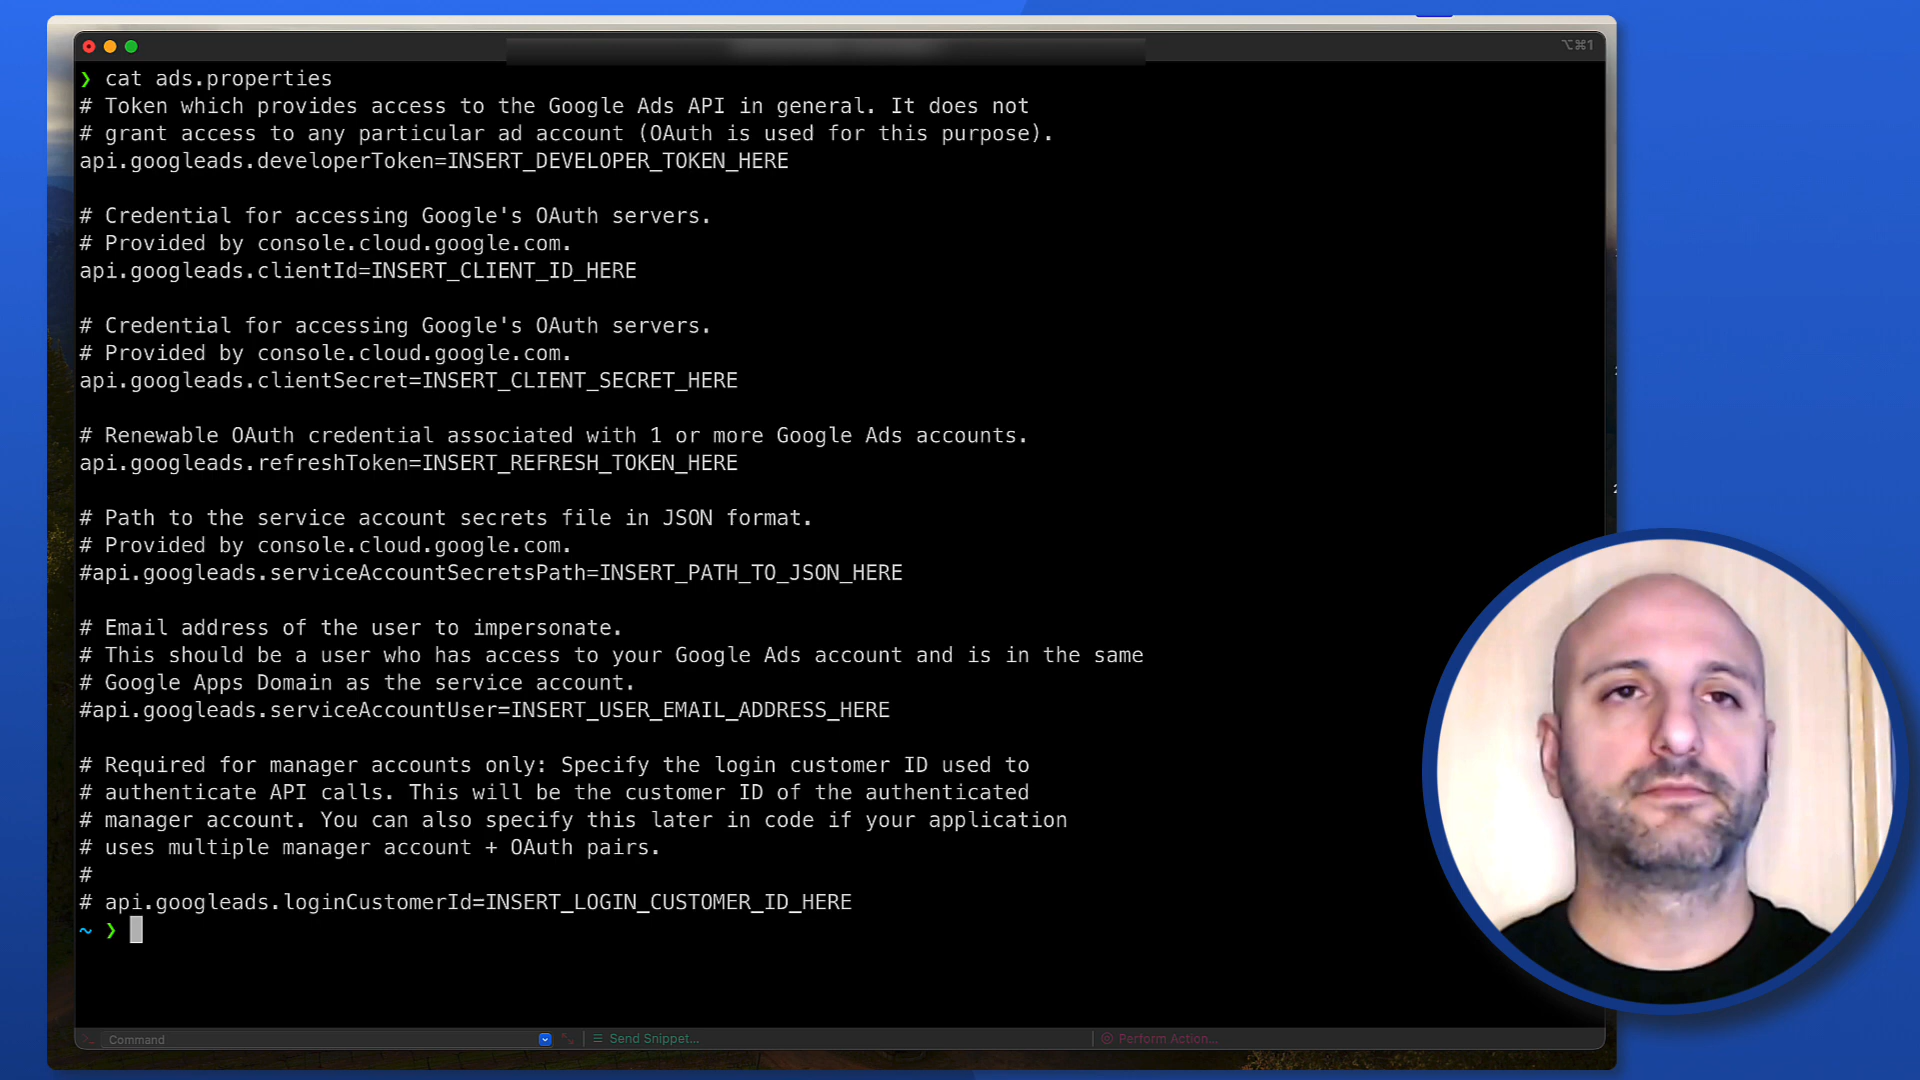 ⌥⌘1
❯ cat ads.properties
# Token which provides access to the Google Ads API in general. It does not
# grant access to any particular ad account (OAuth is used for this purpose).
api.googleads.developerToken=INSERT_DEVELOPER_TOKEN_HERE
# Credential for accessing Google's OAuth servers.
# Provided by console.cloud.google.com.
api.googleads.clientId=INSERT_CLIENT_ID_HERE
# Credential for accessing Google's OAuth servers.
# Provided by console.cloud.google.com.
api.googleads.clientSecret=INSERT_CLIENT_SECRET_HERE
# Renewable OAuth credential associated with 1 or more Google Ads accounts.
api.googleads.refreshToken=INSERT_REFRESH_TOKEN_HERE
# Path to the service account secrets file in JSON format.
# Provided by console.cloud.google.com.
#api.googleads.serviceAccountSecretsPath=INSERT_PATH_TO_JSON_HERE
# Email address of the user to impersonate.
# This should be a user who has access to your Google Ads account and is in the same
# Google Apps Domain as the service account.
#api.googleads.serviceAccountUser=INSERT_USER_EMAIL_ADDRESS_HERE
# Required for manager accounts only: Specify the login customer ID used to
# authenticate API calls. This will be the customer ID of the authenticated
# manager account. You can also specify this later in code if your application
# uses multiple manager account + OAuth pairs.
#
# api.googleads.loginCustomerId=INSERT_LOGIN_CUSTOMER_ID_HERE
~ ❯
Command
Send Snippet...
Perform Action...